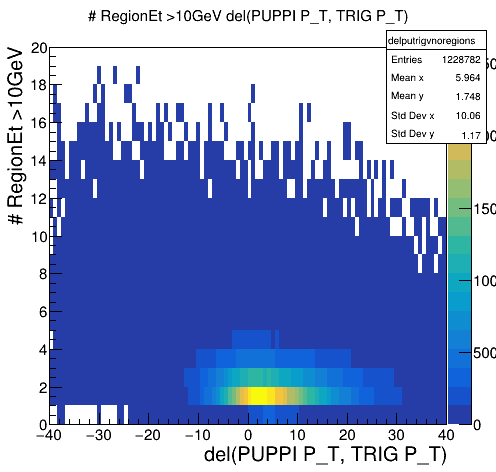 # RegionEt >10GeV del(PUPPI P_T, TRIG P_T)
delputrigvnoregions
Entries 1228782
Mean x 5.964
Mean y 1.748
Std Dev x 10.06
Std Dev y 1.17
# RegionEt >10GeV
20
18
16
14
12
10
8
6
4
2
0
−40 −30 −20 −10 0 10 20 30 40
del(PUPPI P_T, TRIG P_T)
100
50
0